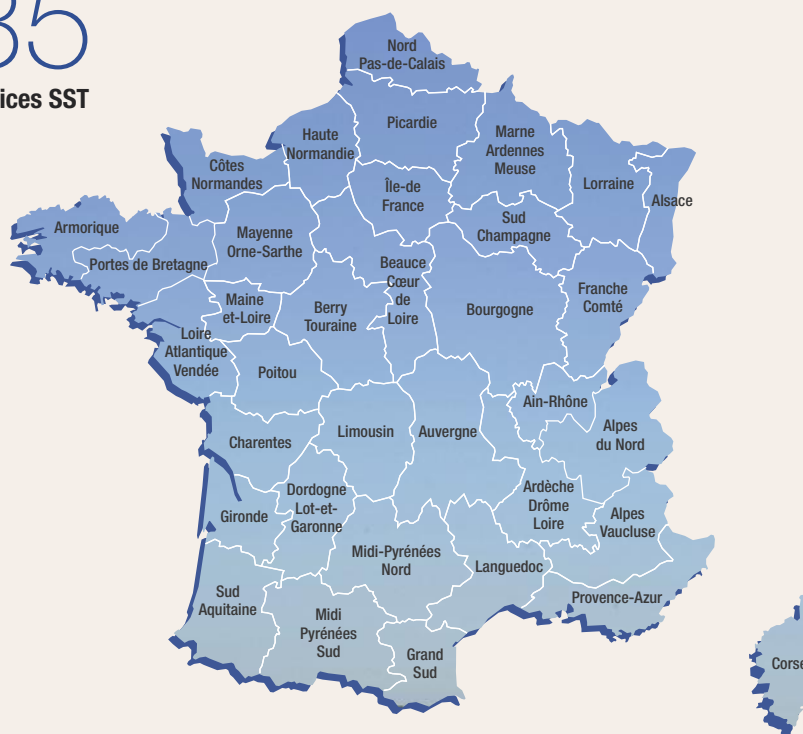 35
ices SST
Nord
Pas-de-Calais
Picardie
Haute
Normandie
Marne
Ardennes
Meuse
Côtes
Normandes
Île-de
France
Lorraine
Alsace
Armorique
Portes de Bretagne
Mayenne
Orne-Sarthe
Sud
Champagne
Beauce
Cœur
de
Loire
Maine
et-Loire
Berry
Touraine
Bourgogne
Franche
Comté
Loire
Atlantique
Vendée
Poitou
Ain-Rhône
Charentes
Limousin
Auvergne
Alpes
du Nord
Gironde
Dordogne
Lot-et-
Garonne
Ardèche
Drôme
Loire
Alpes
Vaucluse
Midi-Pyrénées
Nord
Languedoc
Sud
Aquitaine
Midi
Pyrénées
Sud
Provence-Azur
Grand
Sud
Corse